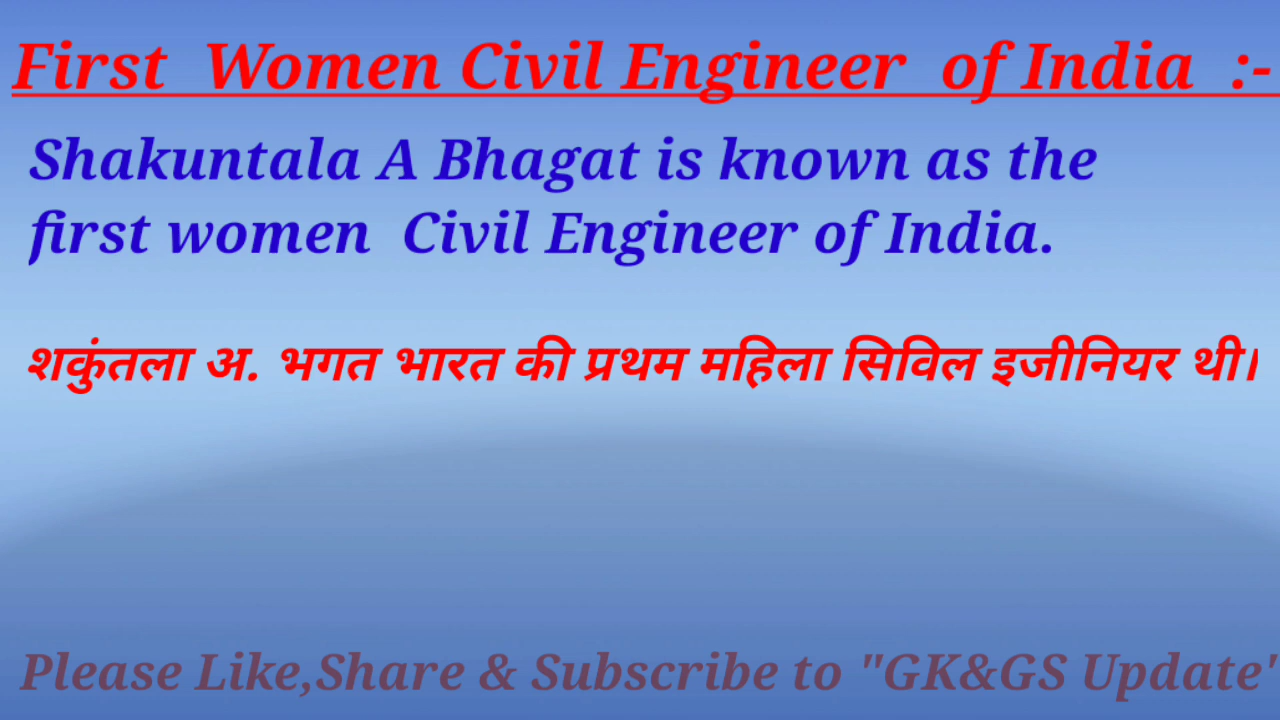 First Women Civil Engineer of India :-
Shakuntala A Bhagat is known as the
first women Civil Engineer of India.
शकुंतला अ. भगत भारत की प्रथम महिला सिविल इजीनियर थी।
Please Like,Share & Subscribe to "GK&GS Update"